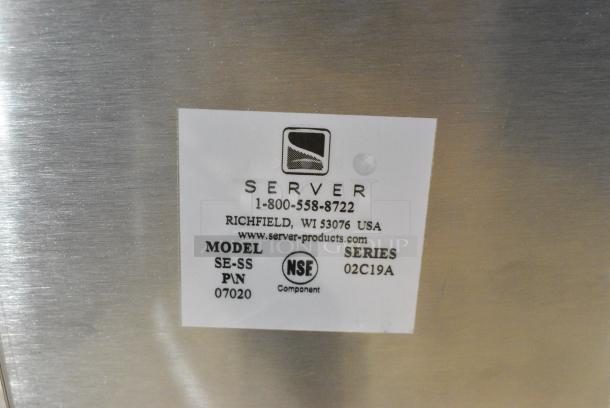 SERVER
1-800-558-8722
RICHFIELD, WI 53076 USA
www.server-products.com
MODEL
SE-SS
P\N
07020
NSF
Component
SERIES
02C19A